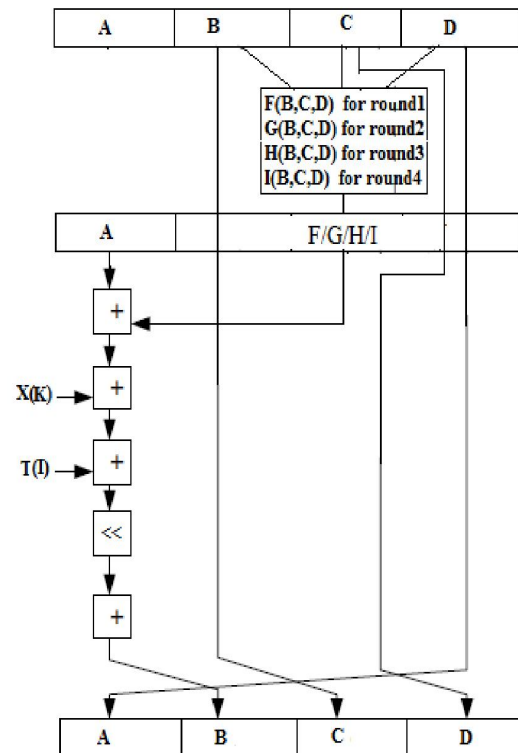 A B C D
F(B,C,D) for round1
G(B,C,D) for round2
H(B,C,D) for round3
I(B,C,D) for round4
A F/G/H/I
+
X(K) +
T(I) +
<<
+
A B C D